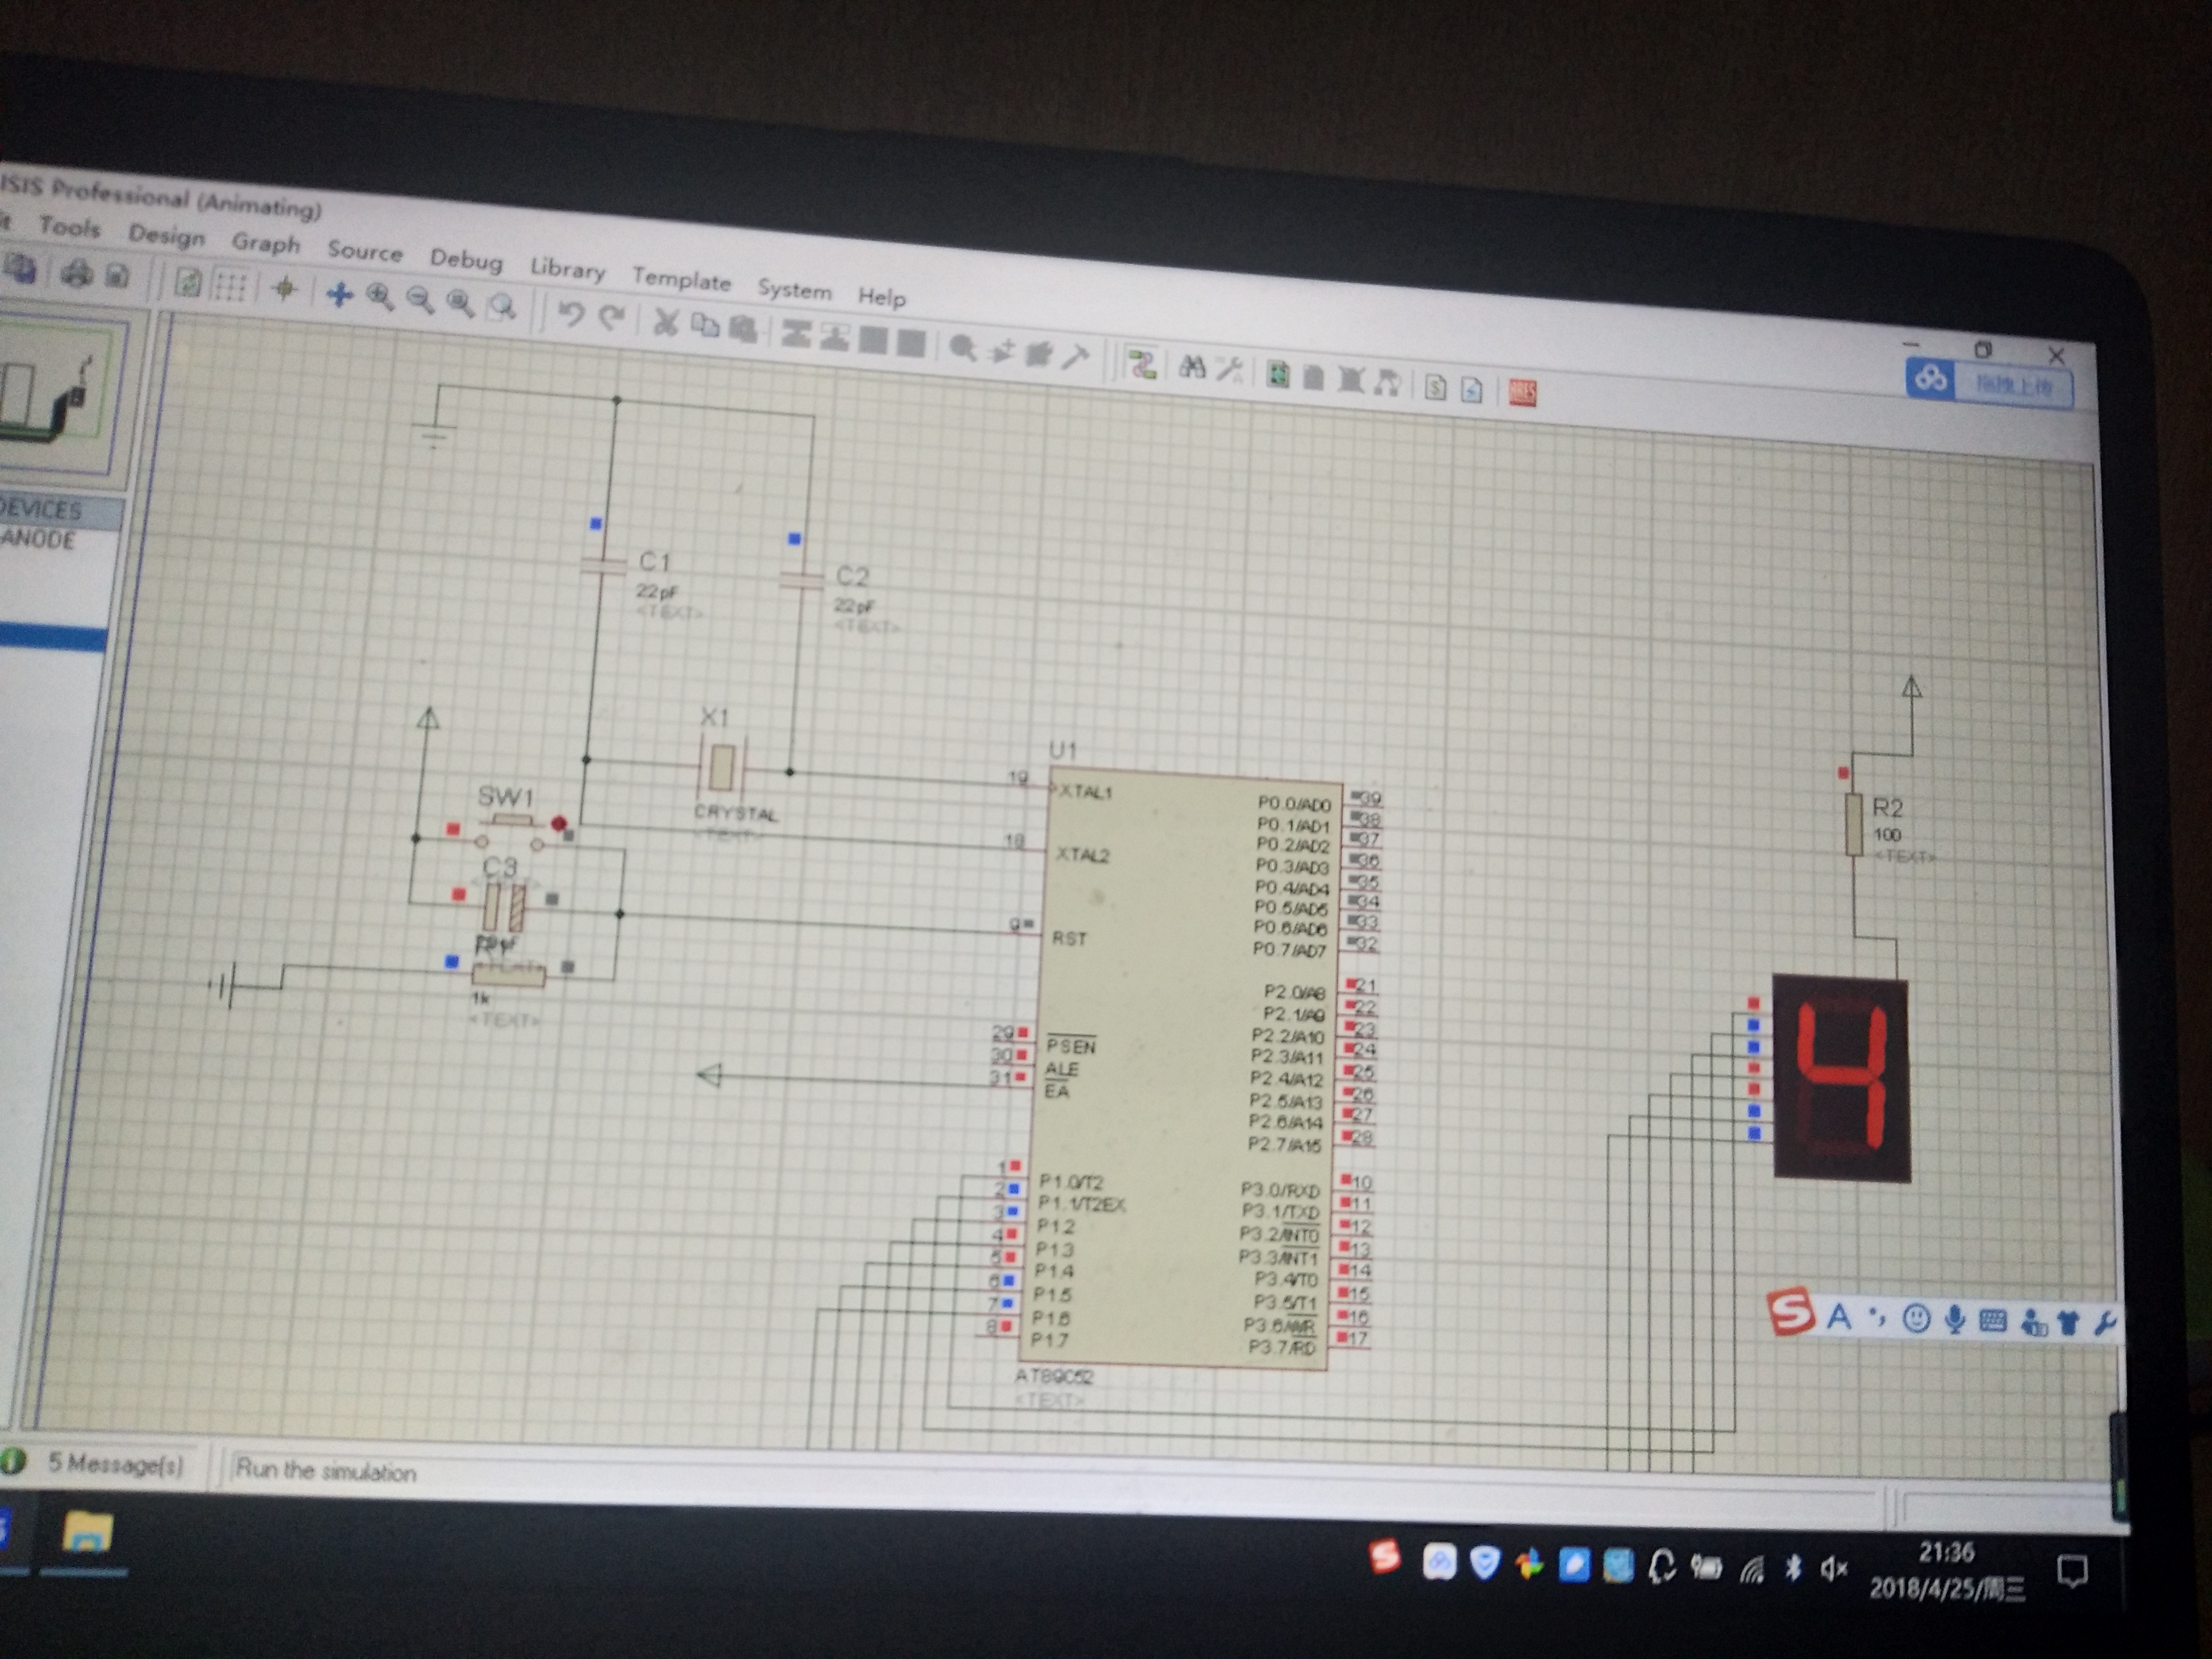 ISIS Professional (Animating)
Tools Design Graph Source Debug Library Template System Help
拖拽上传
DEVICES
ANODE
C1
22pF
<TEXT>
C2
22pF
<TEXT>
X1
CRYSTAL
<TEXT>
SW1
C3
R1
<TEXT>
1k
<TEXT>
U1
19 XTAL1
18 XTAL2
9 RST
29 PSEN
30 ALE
31 EA
1 P1.0/T2
2 P1.1/T2EX
3 P1.2
4 P1.3
5 P1.4
6 P1.5
7 P1.6
8 P1.7
P0.0/AD0 39
P0.1/AD1 38
P0.2/AD2 37
P0.3/AD3 36
P0.4/AD4 35
P0.5/AD5 34
P0.6/AD6 33
P0.7/AD7 32
P2.0/A8 21
P2.1/A9 22
P2.2/A10 23
P2.3/A11 24
P2.4/A12 25
P2.5/A13 26
P2.6/A14 27
P2.7/A15 28
P3.0/RXD 10
P3.1/TXD 11
P3.2/INT0 12
P3.3/INT1 13
P3.4/T0 14
P3.5/T1 15
P3.6/WR 16
P3.7/RD 17
AT89C52
<TEXT>
R2
100
<TEXT>
4
S A
5 Message(s)
Run the simulation
21:36
2018/4/25/周三